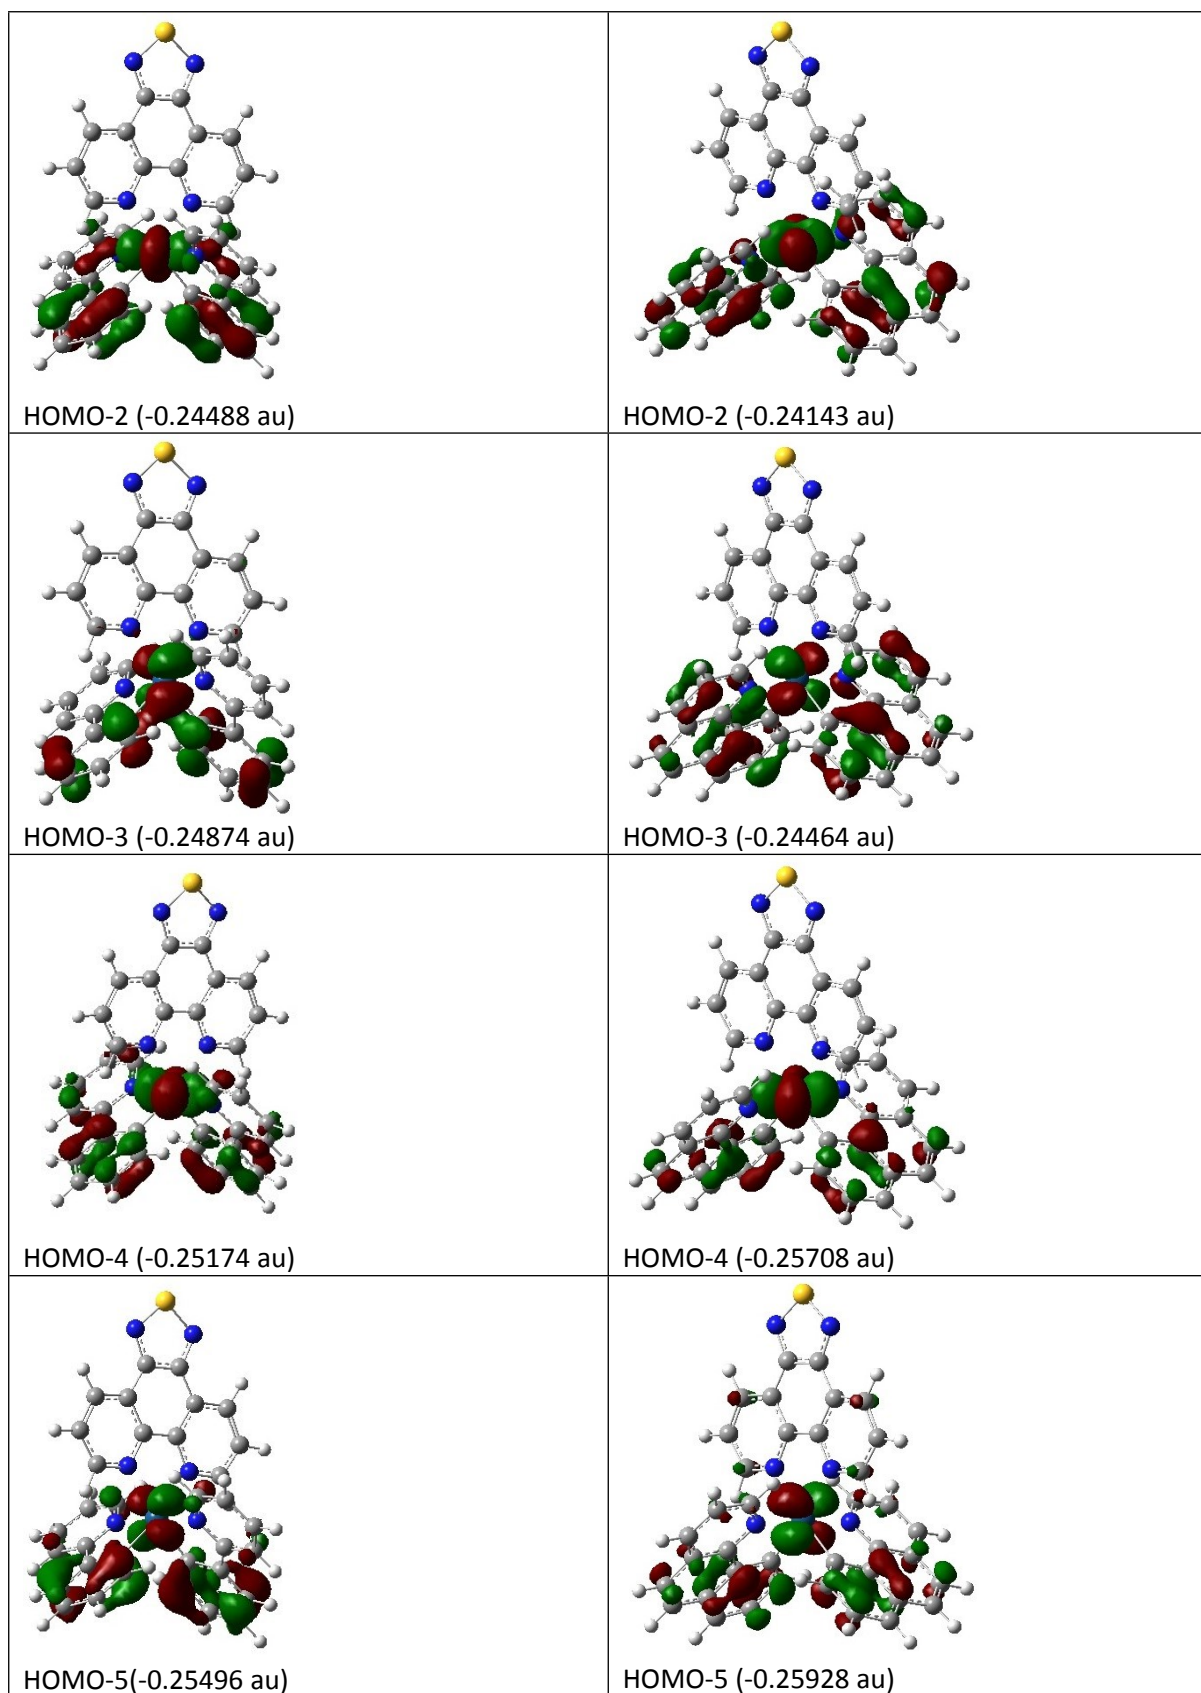 HOMO-2 (-0.24488 au)
HOMO-2 (-0.24143 au)
HOMO-3 (-0.24874 au)
HOMO-3 (-0.24464 au)
HOMO-4 (-0.25174 au)
HOMO-4 (-0.25708 au)
HOMO-5(-0.25496 au)
HOMO-5 (-0.25928 au)